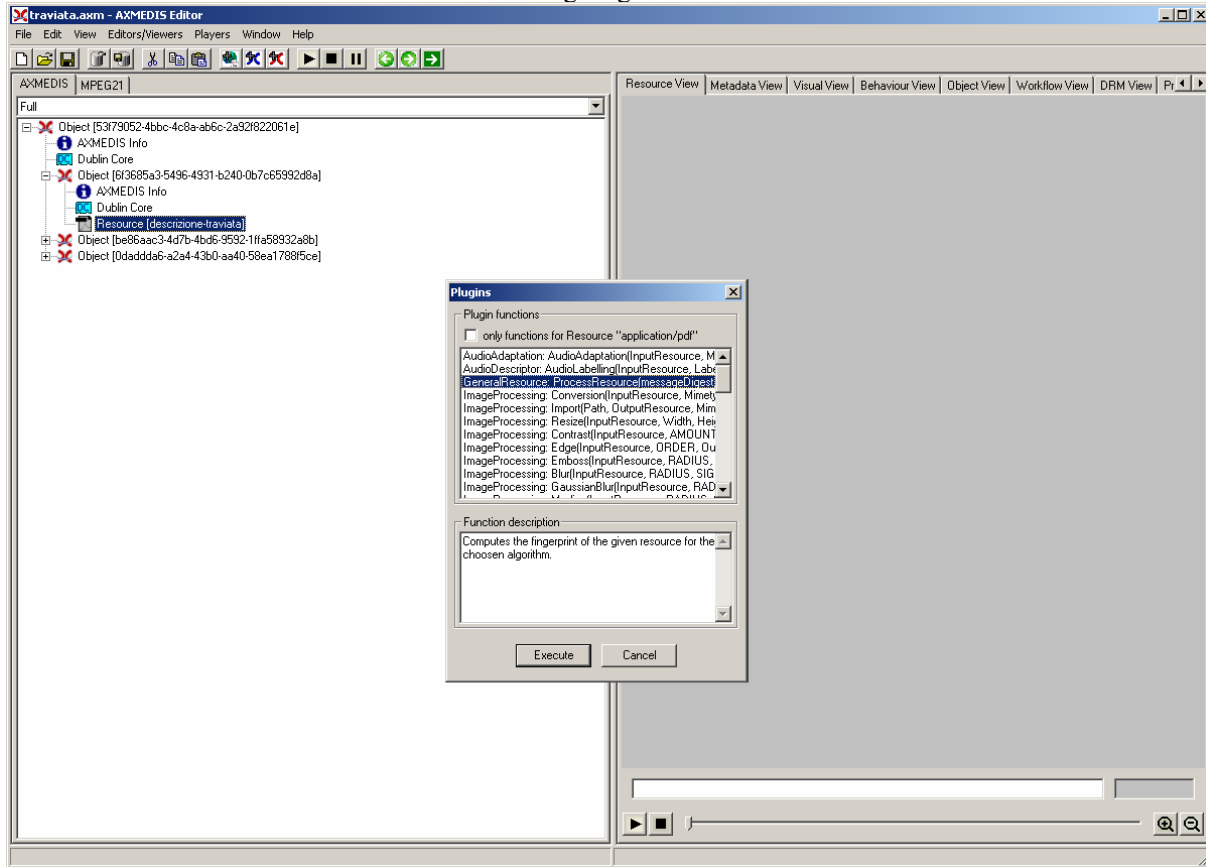 traviata.axm - AXMEDIS Editor
File Edit View Editors/Viewers Players Window Help
AXMEDIS MPEG21
Full
Object [53f79052-4bbc-4c8a-ab6c-2a92f822061e]
AXMEDIS Info
Dublin Core
Object [6f3685a3-5496-4931-b240-0b7c65992d8a]
AXMEDIS Info
Dublin Core
Resource [descrizione-traviata]
Object [be86aac3-4d7b-4bd6-9592-1ffa58932a8b]
Object [0daddda6-a2a4-43b0-aa40-58ea1788f5ce]
Resource View Metadata View Visual View Behaviour View Object View Workflow View DRM View Pr
Plugins
Plugin functions
only functions for Resource "application/pdf"
AudioAdaptation: AudioAdaptation(InputResource, M
AudioDescriptor: AudioLabelling(InputResource, Labe
GeneralResource: ProcessResource(messageDigest
ImageProcessing: Conversion(InputResource, Mimety
ImageProcessing: Import(Path, OutputResource, Mim
ImageProcessing: Resize(InputResource, Width, Hei
ImageProcessing: Contrast(InputResource, AMOUNT
ImageProcessing: Edge(InputResource, ORDER, Ou
ImageProcessing: Emboss(InputResource, RADIUS,
ImageProcessing: Blur(InputResource, RADIUS, SIG
ImageProcessing: GaussianBlur(InputResource, RAD
Function description
Computes the fingerprint of the given resource for the
choosen algorithm.
Execute Cancel